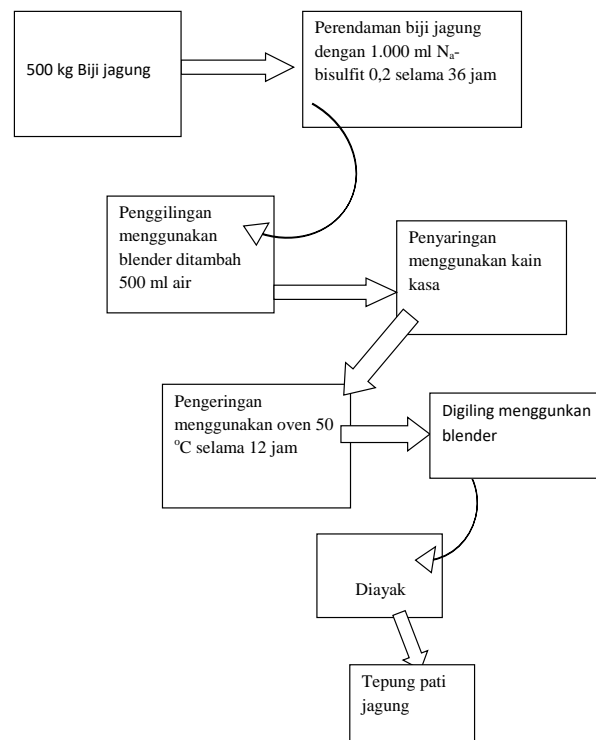 500 kg Biji jagung
Perendaman biji jagung
dengan 1.000 ml Na-
bisulfit 0,2 selama 36 jam
Penggilingan
menggunakan
blender ditambah
500 ml air
Penyaringan
menggunakan kain
kasa
Pengeringan
menggunakan oven 50
°C selama 12 jam
Digiling menggunkan
blender
Diayak
Tepung pati
jagung